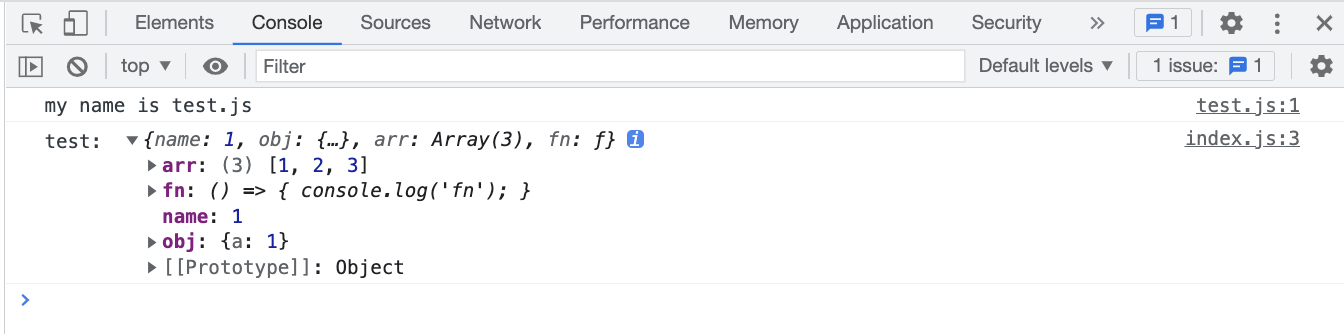 Elements Console Sources Network Performance Memory Application Security » 1
top ▼ Filter Default levels ▼ 1 issue: 1
my name is test.js test.js:1
test: ▼{name: 1, obj: {…}, arr: Array(3), fn: ƒ} i index.js:3
▶arr: (3) [1, 2, 3]
▶fn: () => { console.log('fn'); }
name: 1
▶obj: {a: 1}
▶[[Prototype]]: Object
>